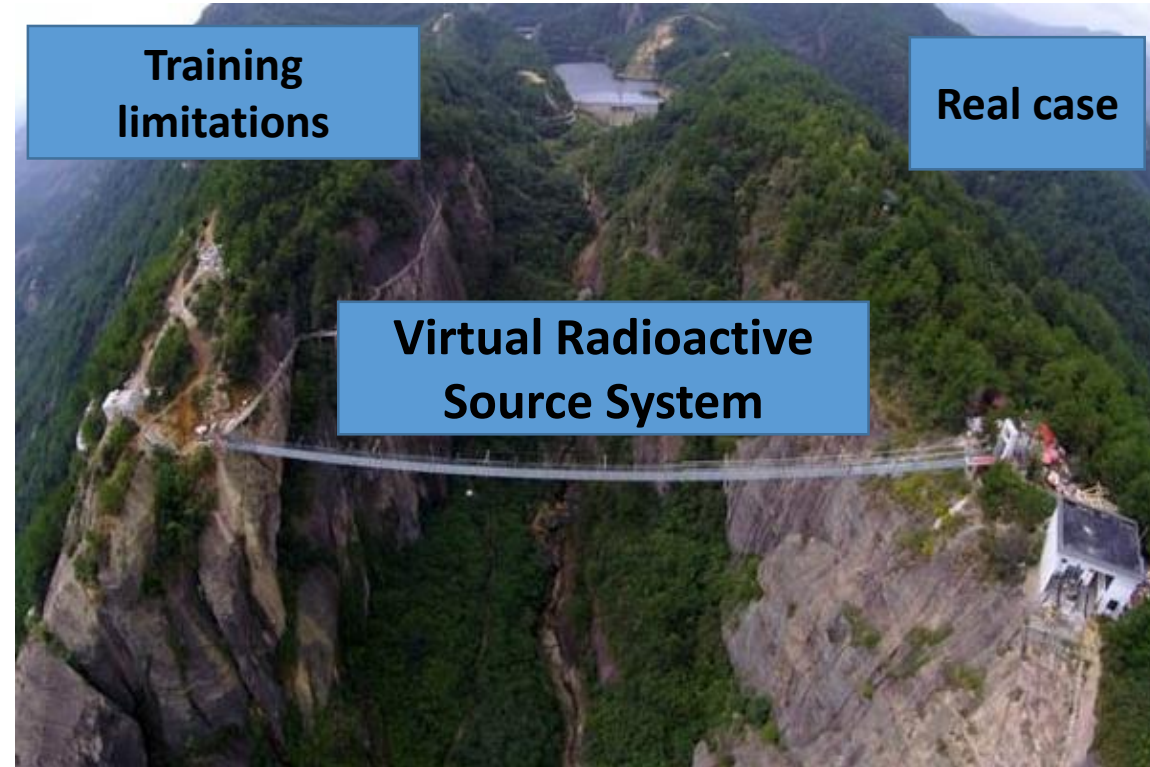 Training
limitations
Real case
Virtual Radioactive
Source System